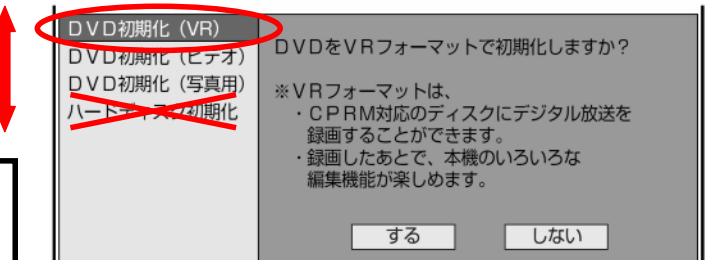 ＤＶＤ初期化（VR）
ＤＶＤ初期化（ビデオ）
ＤＶＤ初期化（写真用）
ハードディスク初期化
ＤＶＤをＶＲフォーマットで初期化しますか？
※ＶＲフォーマットは、
・ＣＰＲＭ対応のディスクにデジタル放送を
録画することができます。
・録画したあとで、本機のいろいろな
編集機能が楽しめます。
する
しない